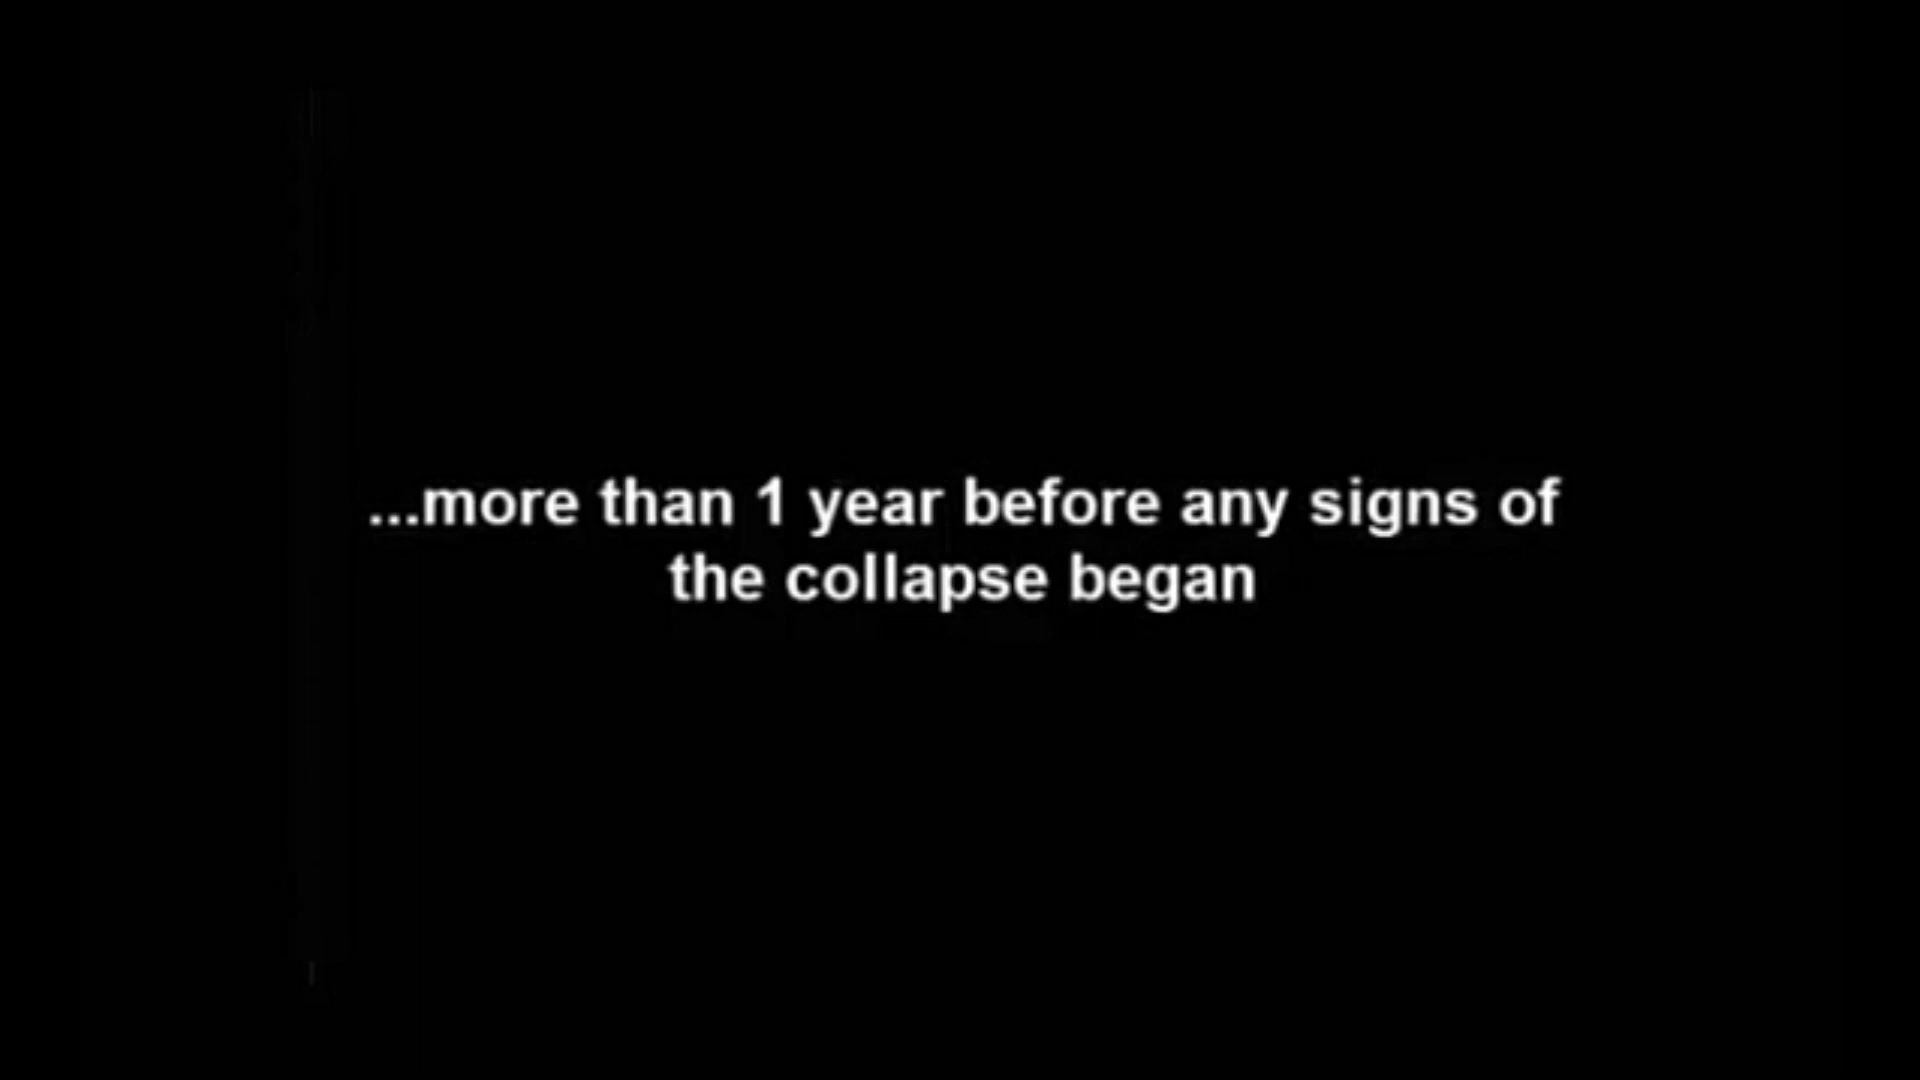 ...more than 1 year before any signs of
the collapse began